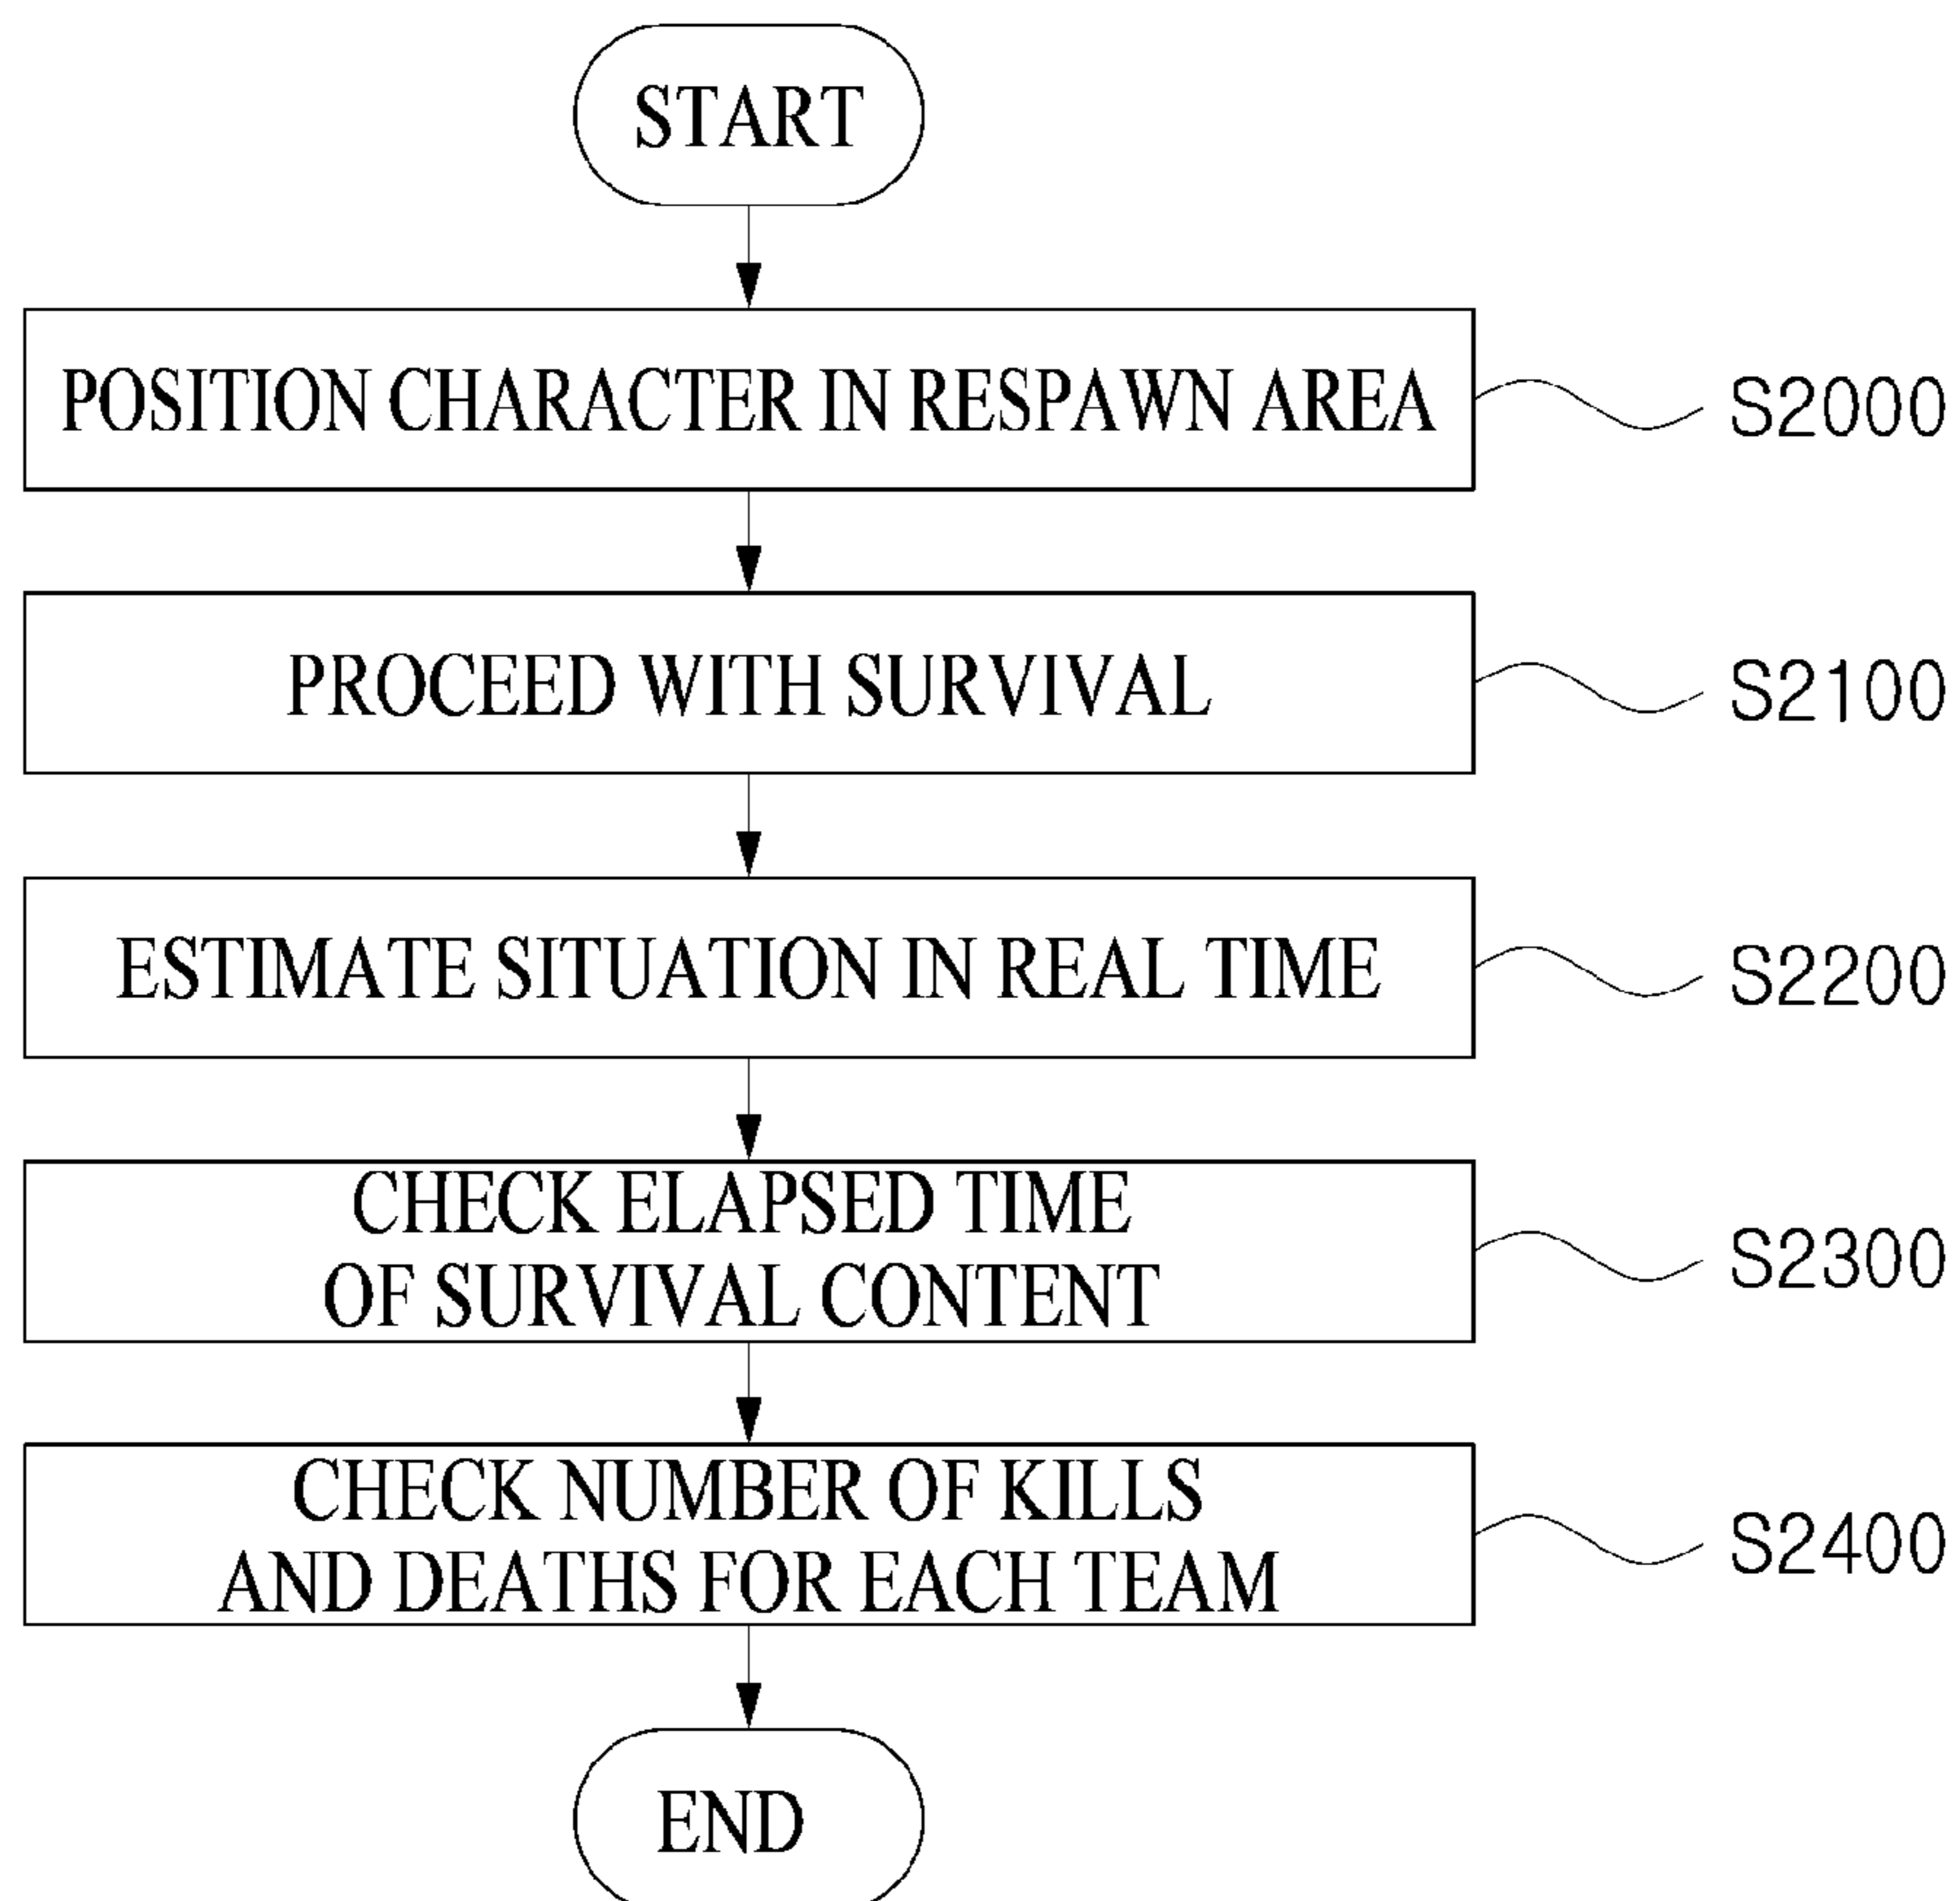 START
POSITION CHARACTER IN RESPAWN AREA
S2000
PROCEED WITH SURVIVAL
S2100
ESTIMATE SITUATION IN REAL TIME
S2200
CHECK ELAPSED TIME
OF SURVIVAL CONTENT
S2300
CHECK NUMBER OF KILLS
AND DEATHS FOR EACH TEAM
S2400
END